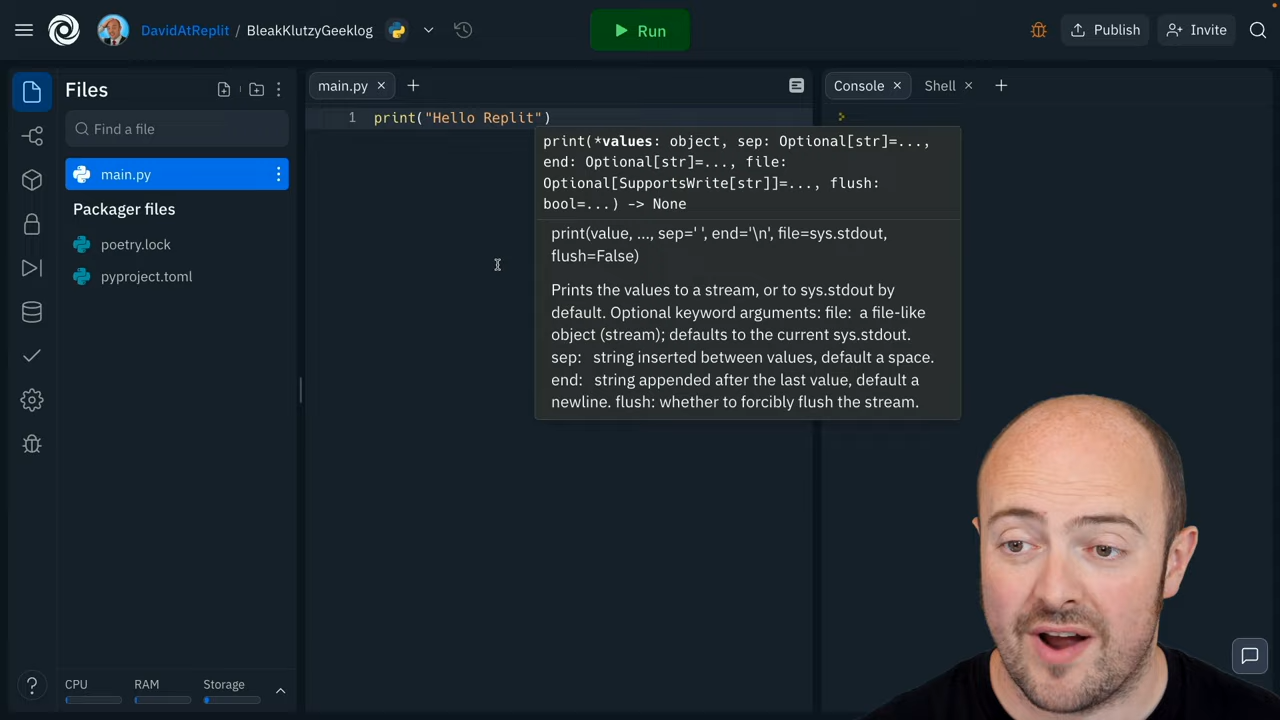 DavidAtReplit / BleakKlutzyGeeklog
Run
Publish
Invite
Files
Find a file
main.py
Packager files
poetry.lock
pyproject.toml
CPU
RAM
Storage
?
main.py
1 print("Hello Replit")
print(*values: object, sep: Optional[str]=...,
end: Optional[str]=..., file:
Optional[SupportsWrite[str]]=..., flush:
bool=...) -> None
print(value, ..., sep=' ', end='\n', file=sys.stdout,
flush=False)
Prints the values to a stream, or to sys.stdout by
default. Optional keyword arguments: file: a file-like
object (stream); defaults to the current sys.stdout.
sep: string inserted between values, default a space.
end: string appended after the last value, default a
newline. flush: whether to forcibly flush the stream.
Console
Shell
>